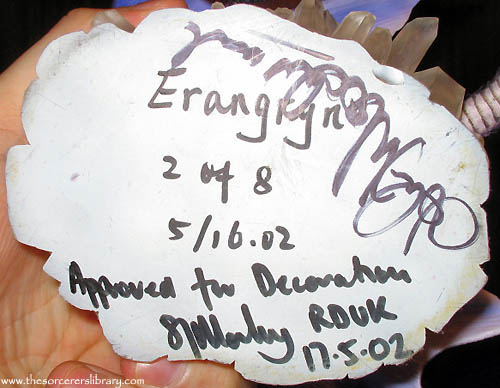 Erangryn
2 of 8
5/16.02
Approved for Decoration
RDUK
17.5.02
www.thesorcererslibrary.com